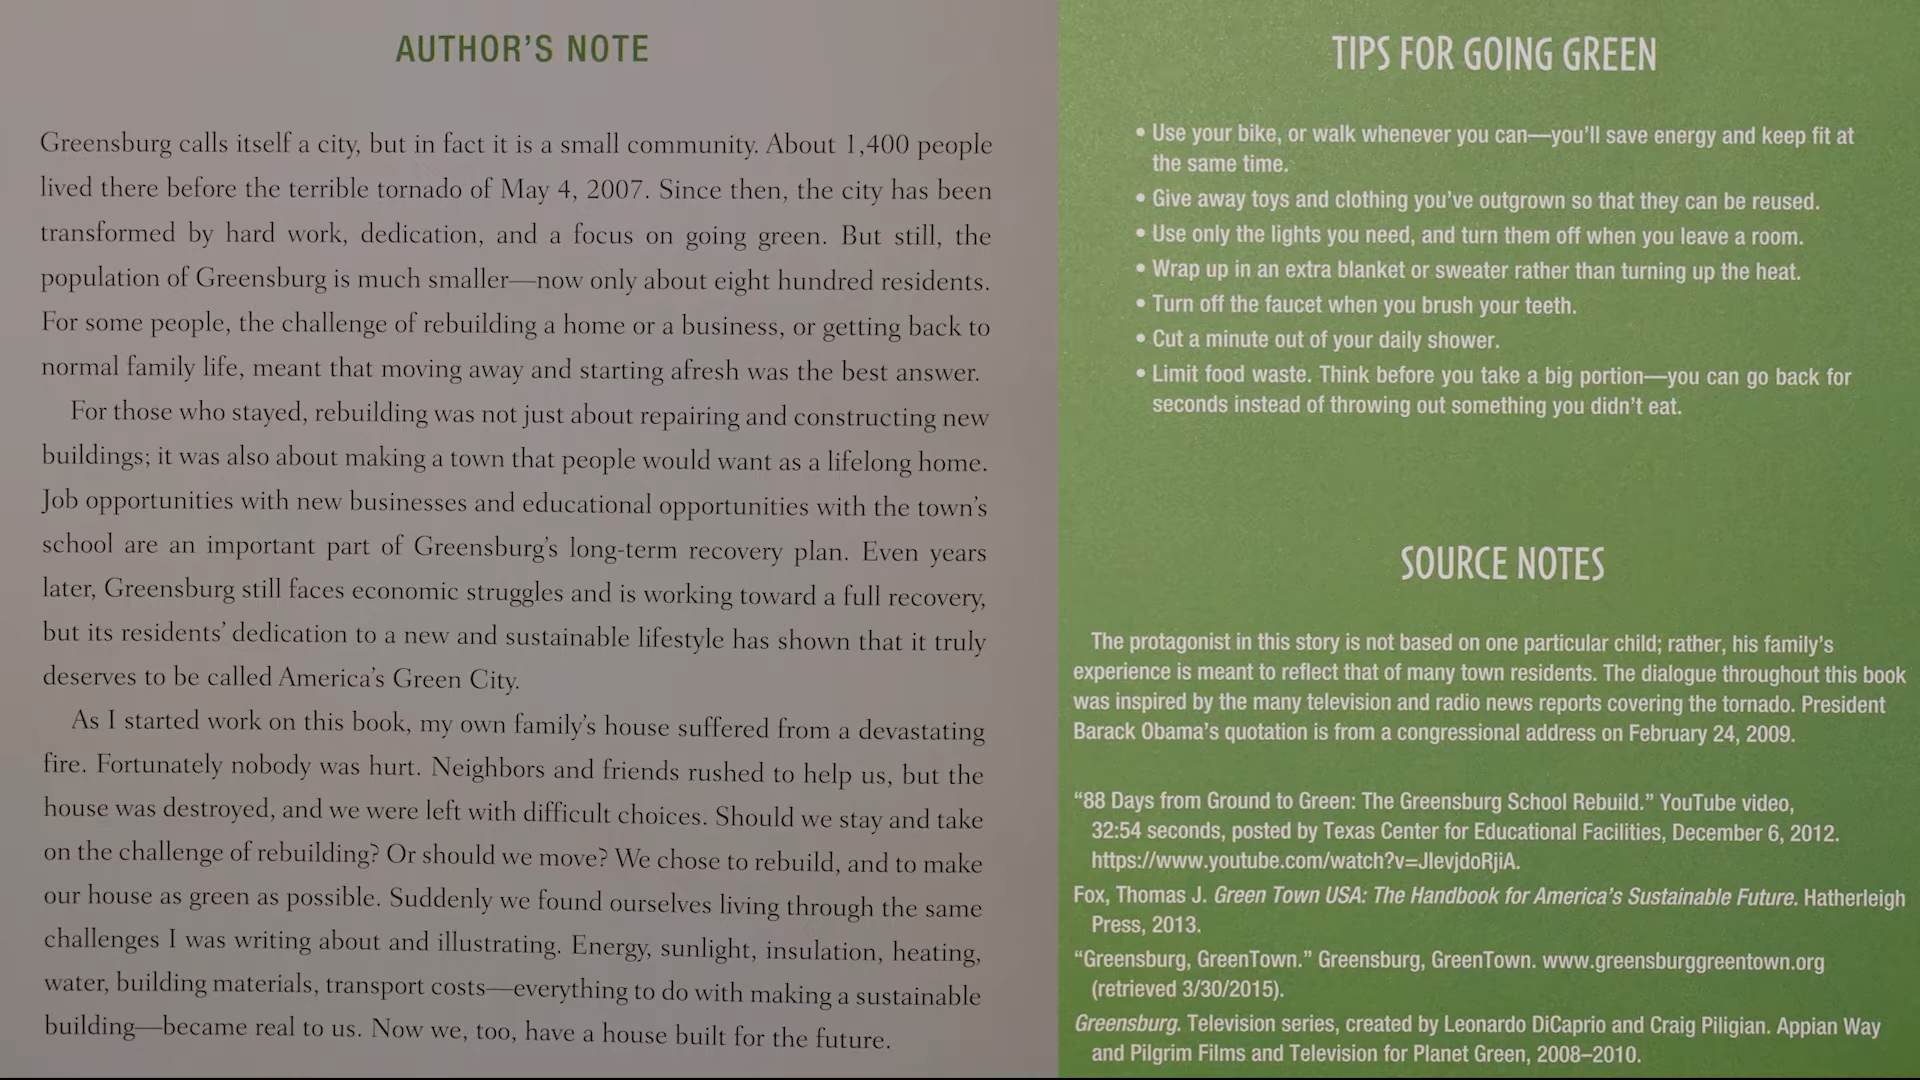 AUTHOR'S NOTE
Greensburg calls itself a city, but in fact it is a small community. About 1,400 people
lived there before the terrible tornado of May 4, 2007. Since then, the city has been
transformed by hard work, dedication, and a focus on going green. But still, the
population of Greensburg is much smaller—now only about eight hundred residents.
For some people, the challenge of rebuilding a home or a business, or getting back to
normal family life, meant that moving away and starting afresh was the best answer.
For those who stayed, rebuilding was not just about repairing and constructing new
buildings; it was also about making a town that people would want as a lifelong home.
Job opportunities with new businesses and educational opportunities with the town's
school are an important part of Greensburg's long-term recovery plan. Even years
later, Greensburg still faces economic struggles and is working toward a full recovery,
but its residents' dedication to a new and sustainable lifestyle has shown that it truly
deserves to be called America's Green City.
As I started work on this book, my own family's house suffered from a devastating
fire. Fortunately nobody was hurt. Neighbors and friends rushed to help us, but the
house was destroyed, and we were left with difficult choices. Should we stay and take
on the challenge of rebuilding? Or should we move? We chose to rebuild, and to make
our house as green as possible. Suddenly we found ourselves living through the same
challenges I was writing about and illustrating. Energy, sunlight, insulation, heating,
water, building materials, transport costs—everything to do with making a sustainable
building—became real to us. Now we, too, have a house built for the future.
TIPS FOR GOING GREEN
• Use your bike, or walk whenever you can—you'll save energy and keep fit at
the same time.
• Give away toys and clothing you've outgrown so that they can be reused.
• Use only the lights you need, and turn them off when you leave a room.
• Wrap up in an extra blanket or sweater rather than turning up the heat.
• Turn off the faucet when you brush your teeth.
• Cut a minute out of your daily shower.
• Limit food waste. Think before you take a big portion—you can go back for
seconds instead of throwing out something you didn't eat.
SOURCE NOTES
The protagonist in this story is not based on one particular child; rather, his family's
experience is meant to reflect that of many town residents. The dialogue throughout this book
was inspired by the many television and radio news reports covering the tornado. President
Barack Obama's quotation is from a congressional address on February 24, 2009.
"88 Days from Ground to Green: The Greensburg School Rebuild." YouTube video,
32:54 seconds, posted by Texas Center for Educational Facilities, December 6, 2012.
https://www.youtube.com/watch?v=JlevjdoRjiA.
Fox, Thomas J. Green Town USA: The Handbook for America's Sustainable Future. Hatherleigh
Press, 2013.
"Greensburg, GreenTown." Greensburg, GreenTown. www.greensburggreentown.org
(retrieved 3/30/2015).
Greensburg. Television series, created by Leonardo DiCaprio and Craig Piligian. Appian Way
and Pilgrim Films and Television for Planet Green, 2008–2010.